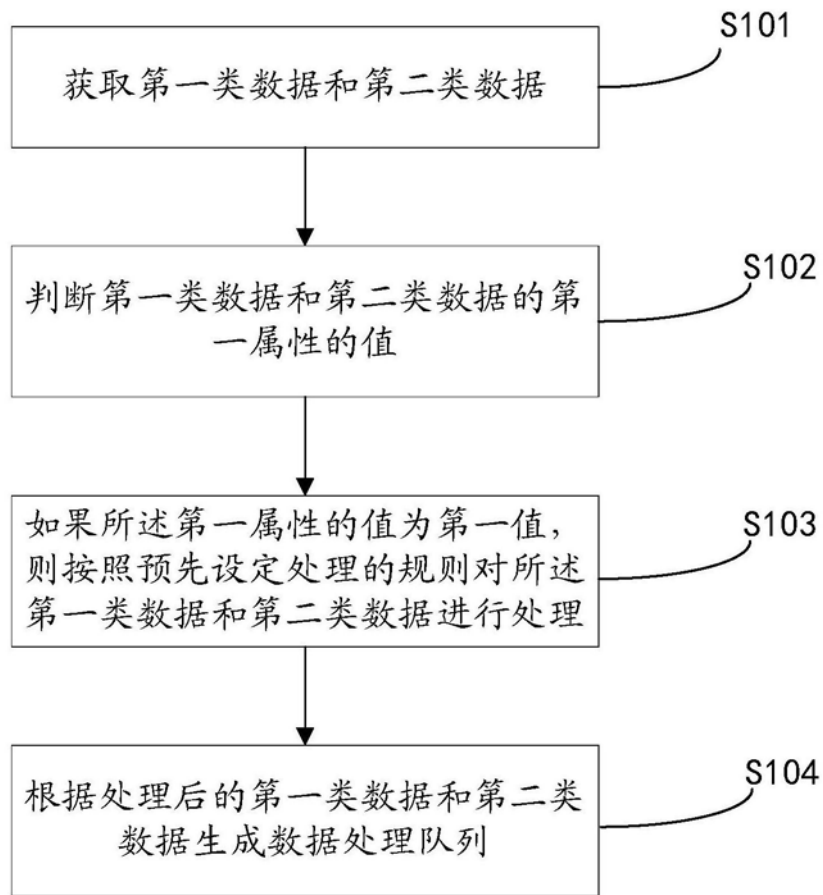 S101
获取第一类数据和第二类数据
S102
判断第一类数据和第二类数据的第
一属性的值
S103
如果所述第一属性的值为第一值,
则按照预先设定处理的规则对所述
第一类数据和第二类数据进行处理
S104
根据处理后的第一类数据和第二类
数据生成数据处理队列